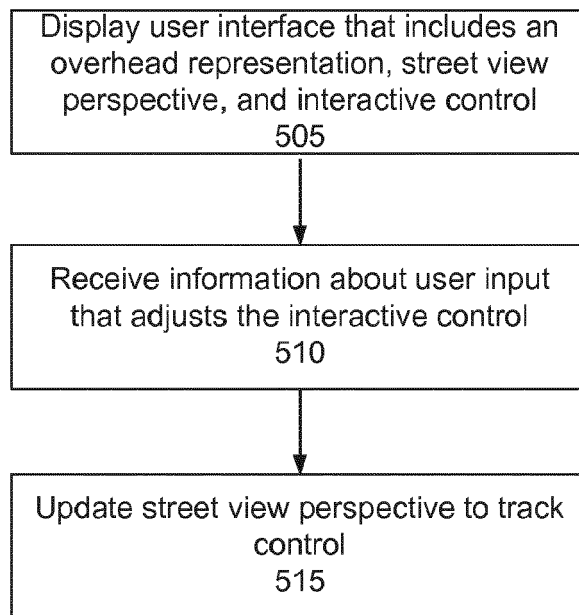 Display user interface that includes an
overhead representation, street view
perspective, and interactive control
505
Receive information about user input
that adjusts the interactive control
510
Update street view perspective to track
control
515